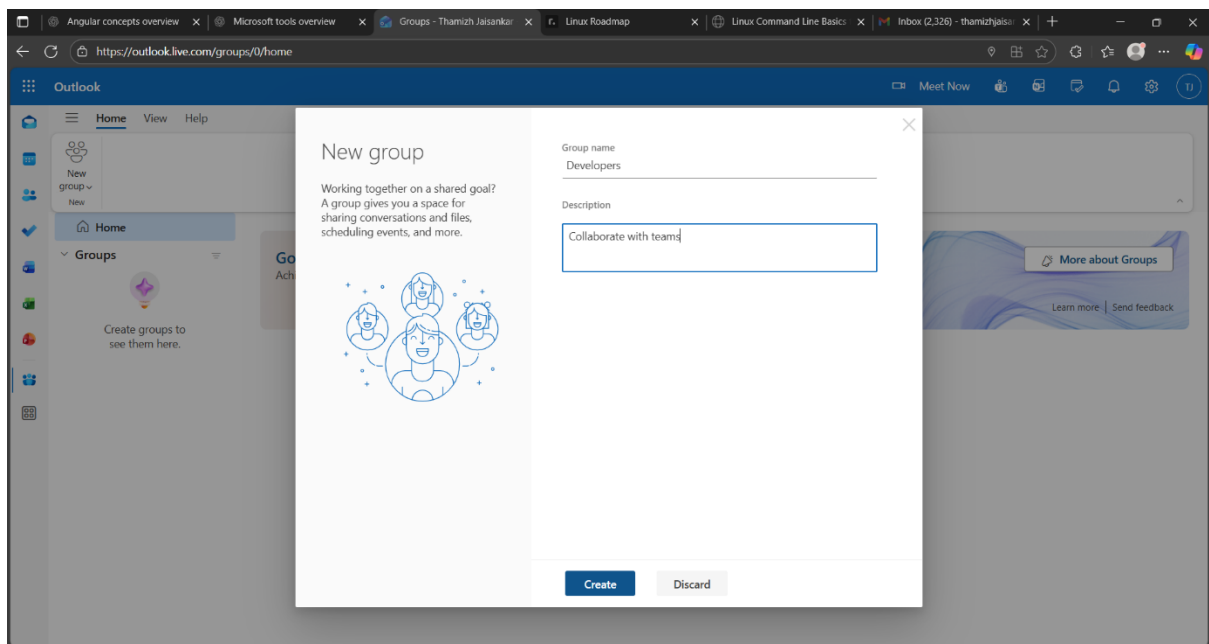 Angular concepts overview
Microsoft tools overview
Groups - Thamizh Jaisankar
Linux Roadmap
Linux Command Line Basics
Inbox (2,326) - thamizhjaisa
https://outlook.live.com/groups/0/home
Outlook
Meet Now
TJ
Home View Help
New
group
New
Home
Groups
Create groups to
see them here.
Go
Ach
New group
Working together on a shared goal?
A group gives you a space for
sharing conversations and files,
scheduling events, and more.
Group name
Developers
Description
Collaborate with teams
Create
Discard
More about Groups
Learn more | Send feedback